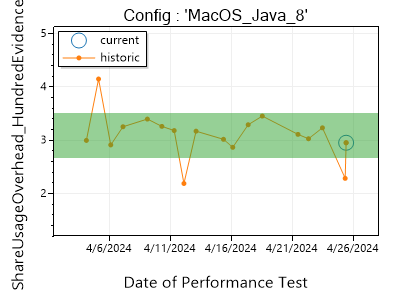 Config : 'MacOS_Java_8'
ShareUsageOverhead_HundredEvidence
current
historic
5
4
3
2
4/6/2024
4/11/2024
4/16/2024
4/21/2024
4/26/2024
Date of Performance Test